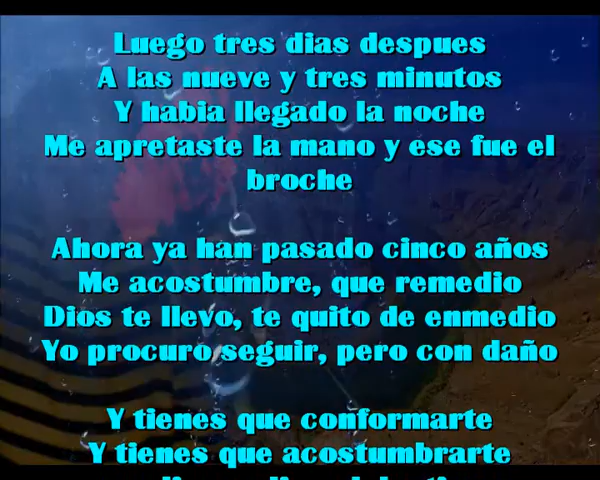 Luego tres dias despues
A las nueve y tres minutos
Y habia llegado la noche
Me apretaste la mano y ese fue el
broche
Ahora ya han pasado cinco años
Me acostumbre, que remedio
Dios te llevo, te quito de enmedio
Yo procuro seguir, pero con daño
Y tienes que conformarte
Y tienes que acostumbrarte